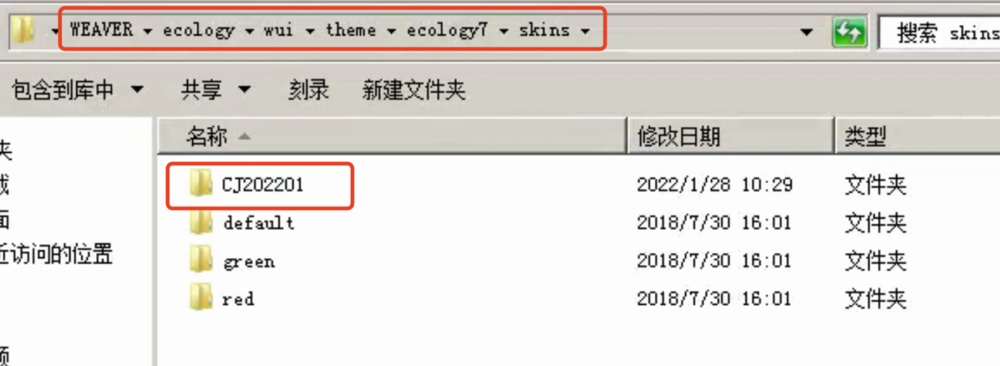 WEAVER ecology wui theme ecology7 skins 搜索 skins
包含到库中 共享 刻录 新建文件夹
名称 修改日期 类型
夹
CJ202201 2022/1/28 10:29 文件夹
default 2018/7/30 16:01 文件夹
面
近访问的位置 green 2018/7/30 16:01 文件夹
red 2018/7/30 16:01 文件夹